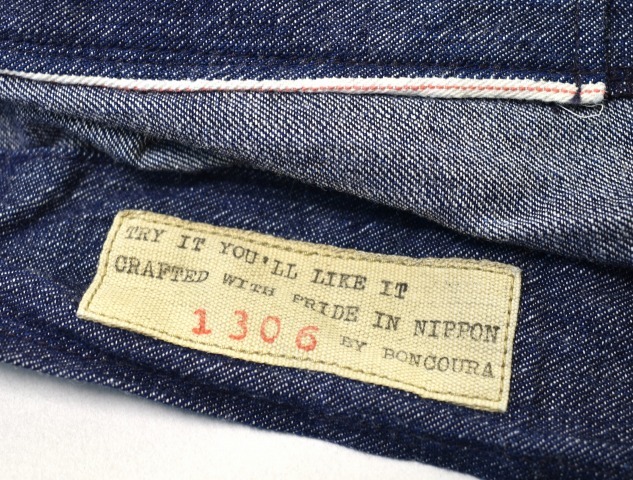 TRY IT YOU'LL LIKE IT
CRAFTED WITH PRIDE IN NIPPON
1306 BY BONCOURA